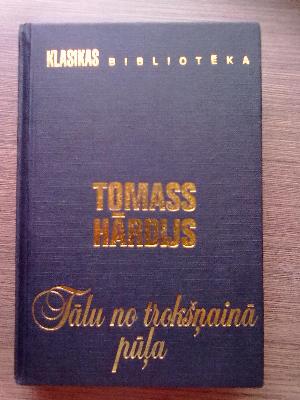 KLASIKAS BIBLIOTĒKA
TOMASS
HĀRDIJS
Tālu no trokšņainā
pūļa